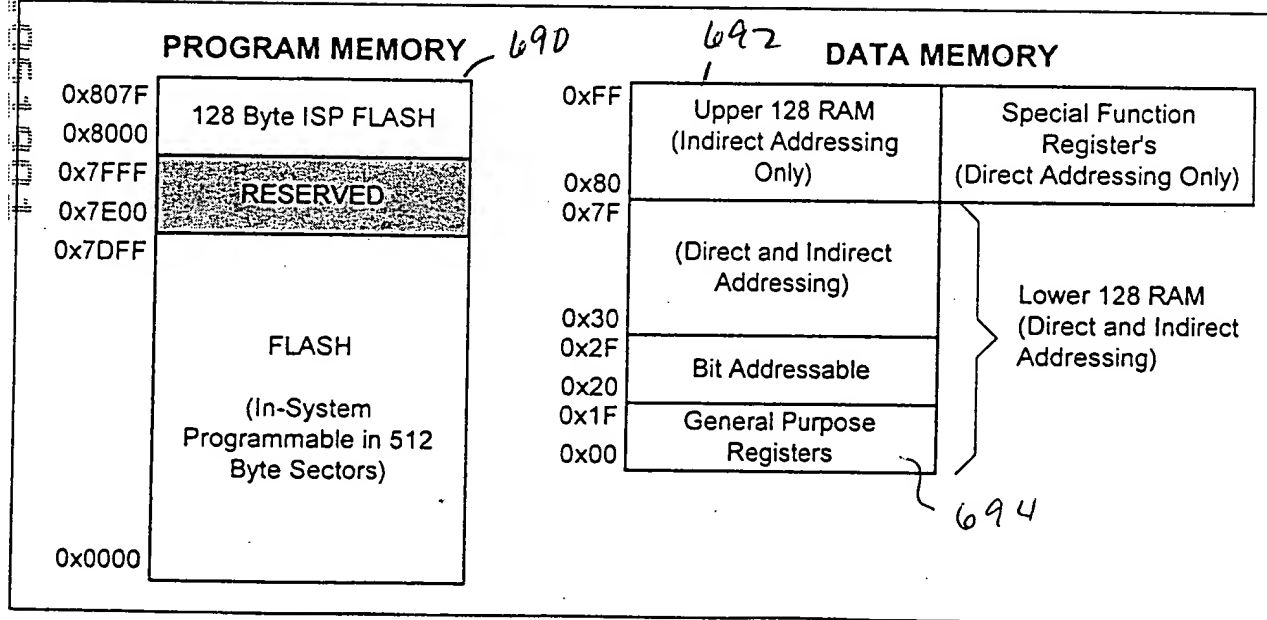 PROGRAM MEMORY
690
0x807F
128 Byte ISP FLASH
0x8000
0x7FFF
RESERVED
0x7E00
0x7DFF
FLASH
(In-System
Programmable in 512
Byte Sectors)
0x0000
692
DATA MEMORY
0xFF
Upper 128 RAM
(Indirect Addressing
Only)
0x80
Special Function
Register's
(Direct Addressing Only)
0x7F
(Direct and Indirect
Addressing)
0x30
0x2F
Bit Addressable
0x20
0x1F
General Purpose
Registers
0x00
Lower 128 RAM
(Direct and Indirect
Addressing)
694